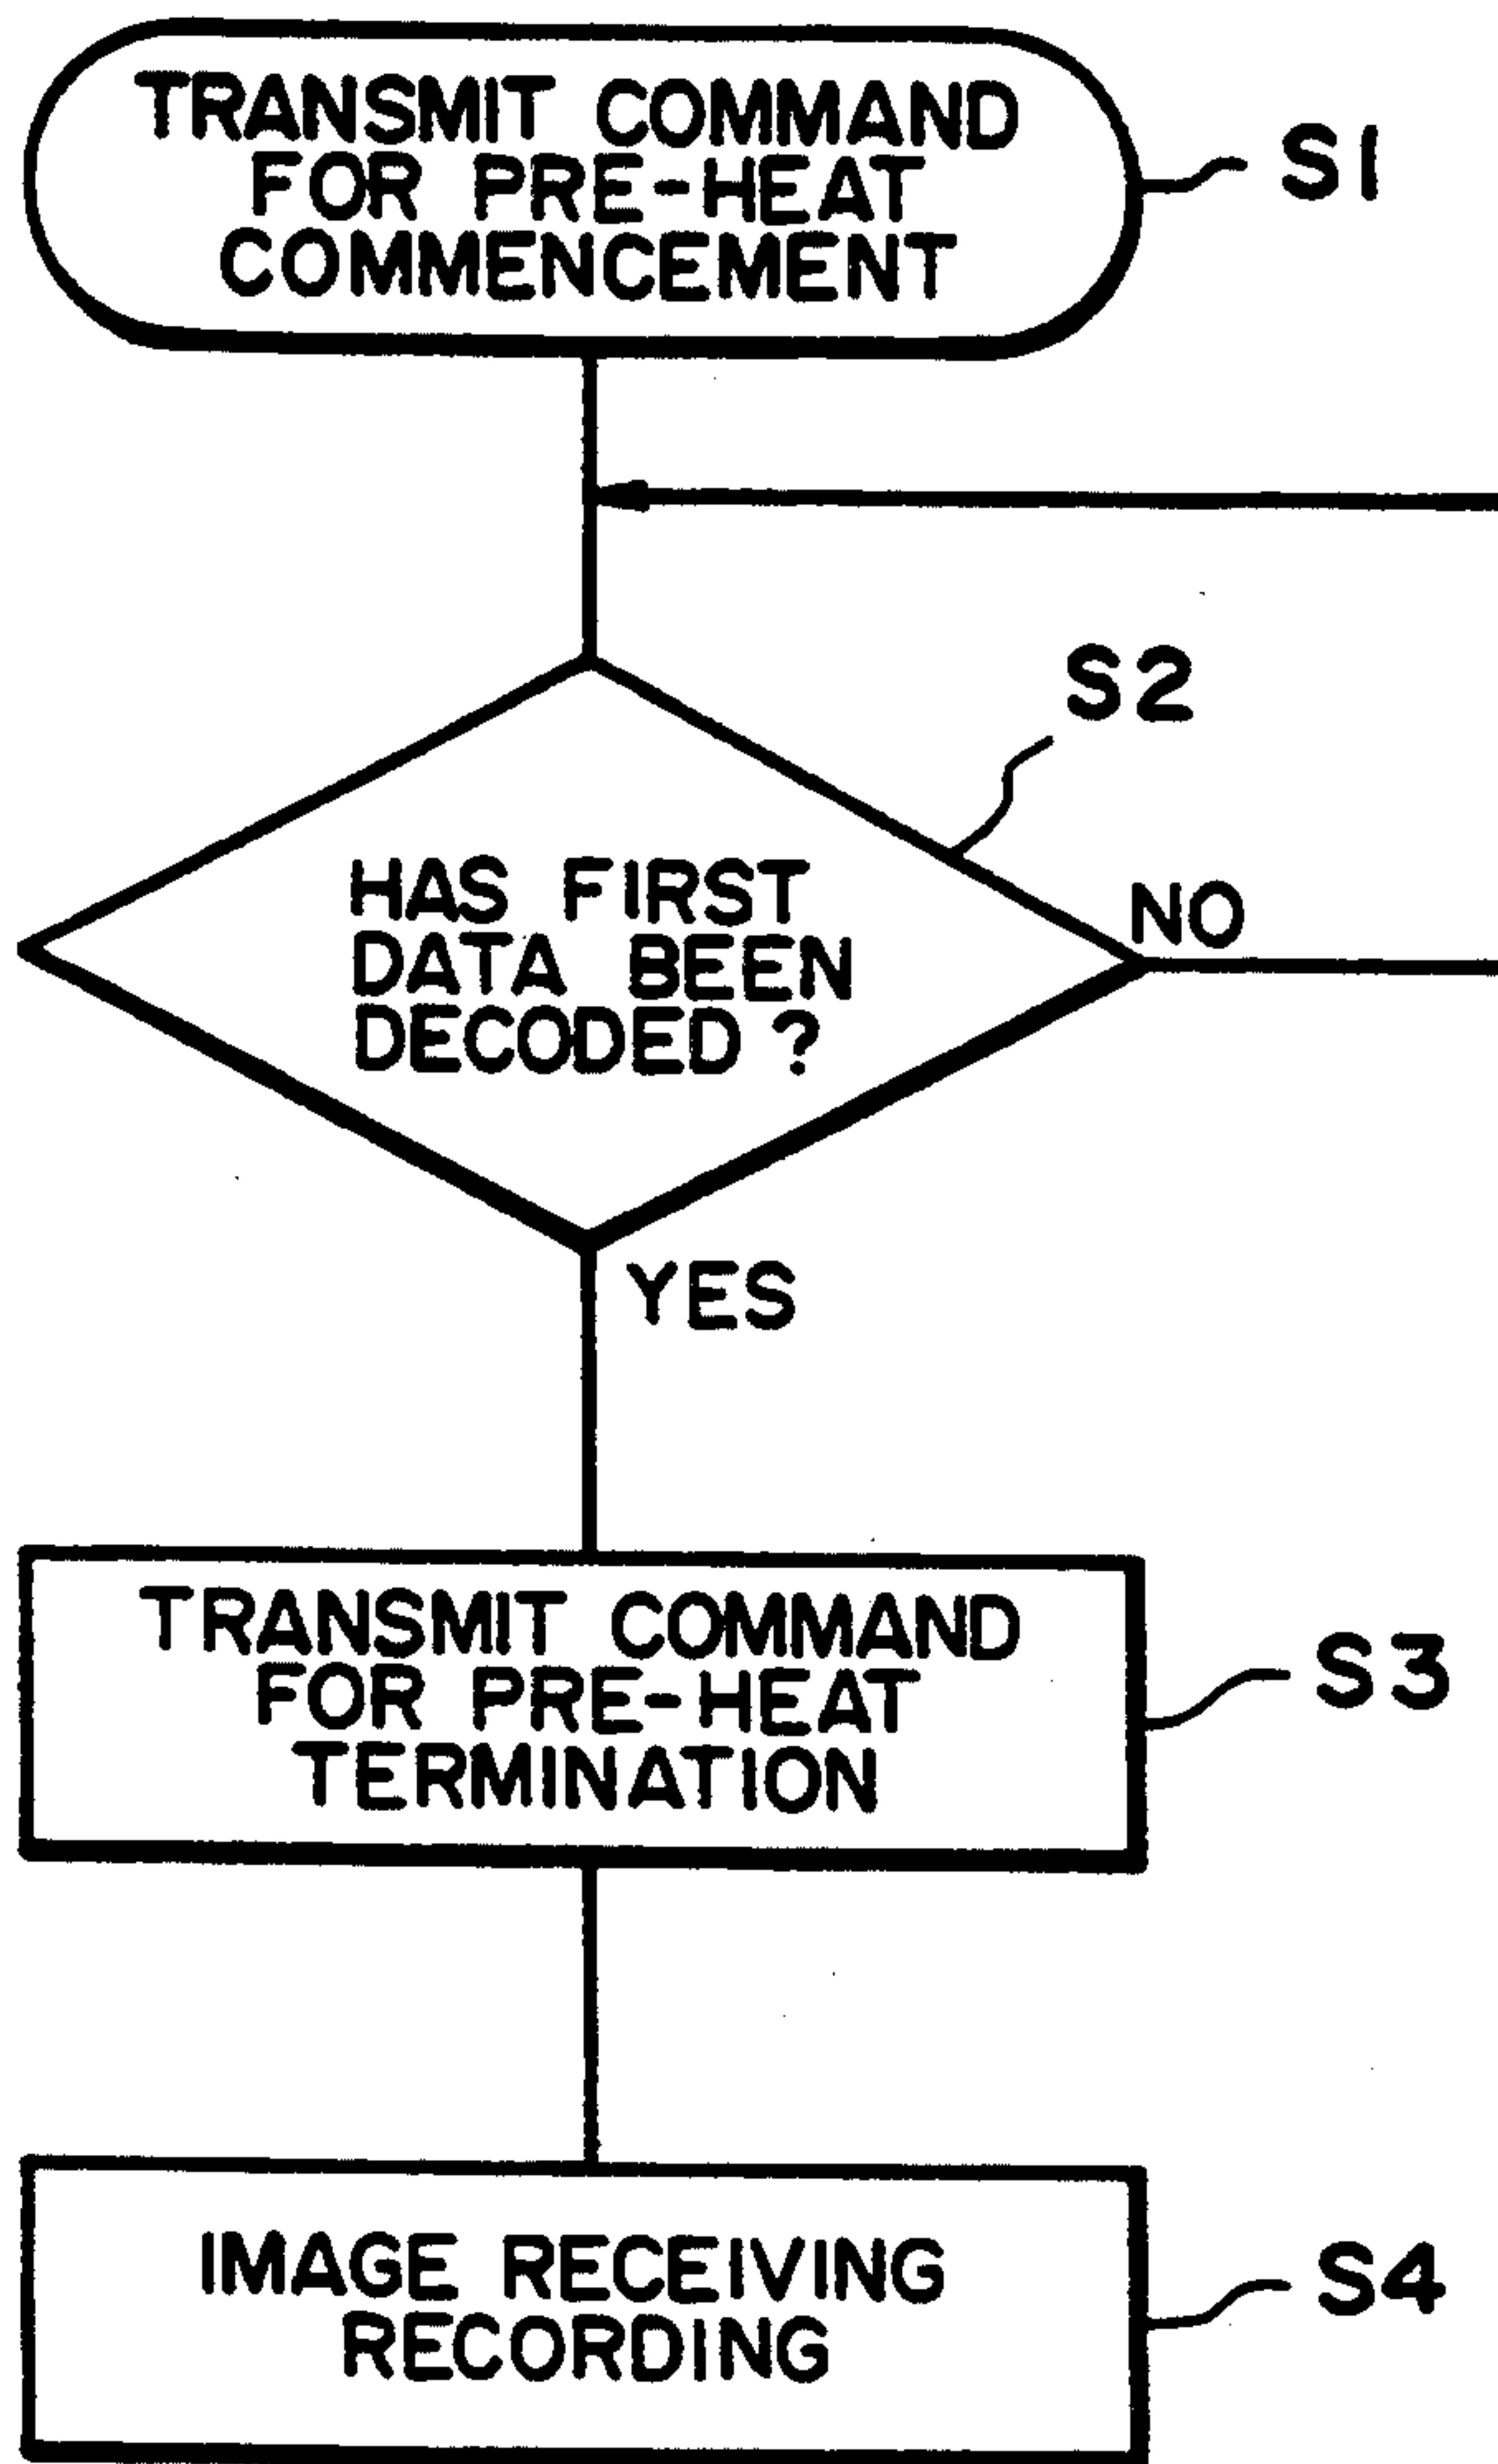 TRANSMIT COMMAND
FOR PRE-HEAT
COMMENCEMENT
S1
S2
HAS FIRST
DATA BEEN
DECODED ?
NO
YES
TRANSMIT COMMAND
FOR PRE-HEAT
TERMINATION
S3
IMAGE RECEIVING
RECORDING
S4